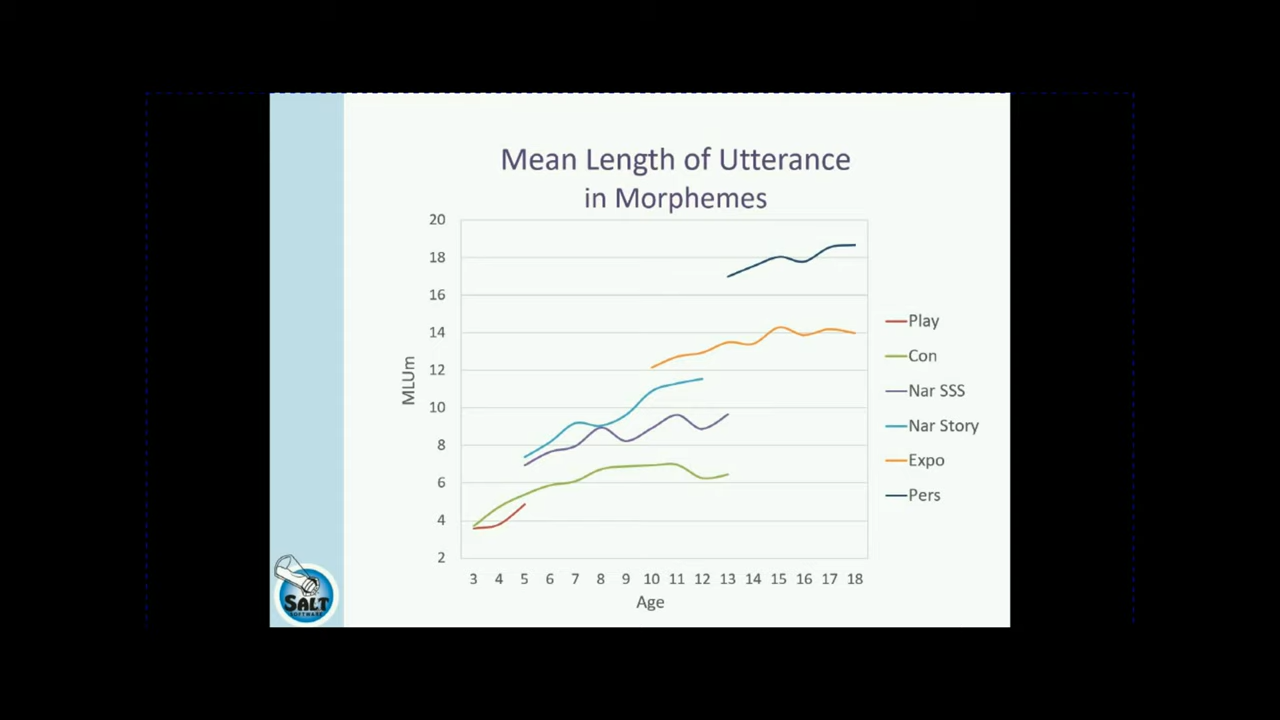 Mean Length of Utterance
in Morphemes
20
18
16
14
12
10
8
6
4
2
MLUm
3 4 5 6 7 8 9 10 11 12 13 14 15 16 17 18
Age
Play
Con
Nar SSS
Nar Story
Expo
Pers
SALT
SOFTWARE